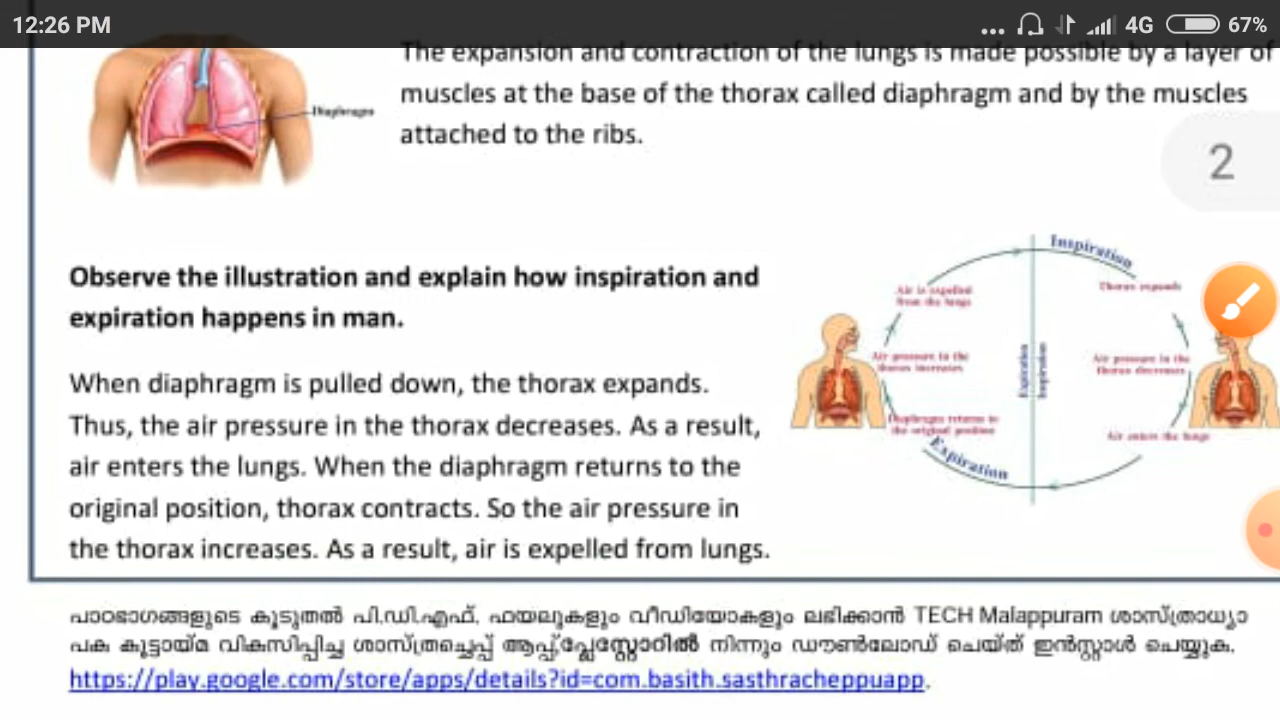 12:26 PM
... 4G 67%
The expansion and contraction of the lungs is made possible by a layer of
muscles at the base of the thorax called diaphragm and by the muscles
attached to the ribs.
Diaphragm
2
Observe the illustration and explain how inspiration and
expiration happens in man.
When diaphragm is pulled down, the thorax expands.
Thus, the air pressure in the thorax decreases. As a result,
air enters the lungs. When the diaphragm returns to the
original position, thorax contracts. So the air pressure in
the thorax increases. As a result, air is expelled from lungs.
Inspiration
Thorax expands
Air pressure in the
thorax decreases
Air enters the lungs
Expiration
Inspiration
Expiration
Diaphragm returns to
the original position
Air pressure in the
thorax increases
Air is expelled
from the lungs
പാഠഭാഗങ്ങളുടെ കൂടുതൽ പി.ഡി.എഫ്. ഫയലുകളും വീഡിയോകളും ലഭിക്കാൻ TECH Malappuram ശാസ്ത്രാധ്യാ
പക കൂട്ടായ്മ വികസിപ്പിച്ച ശാസ്ത്രച്ചെപ്പ് ആപ്പ്,പ്ലേസ്റ്റോറിൽ നിന്നും ഡൗൺലോഡ് ചെയ്ത് ഇൻസ്റ്റാൾ ചെയ്യുക.
https://play.google.com/store/apps/details?id=com.basith.sasthracheppuapp.